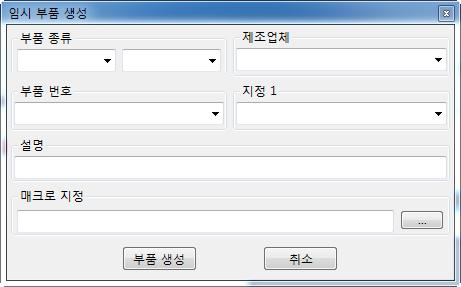 임시 부품 생성
부품 종류
제조업체
부품 번호
지정 1
설명
매크로 지정
...
부품 생성
취소